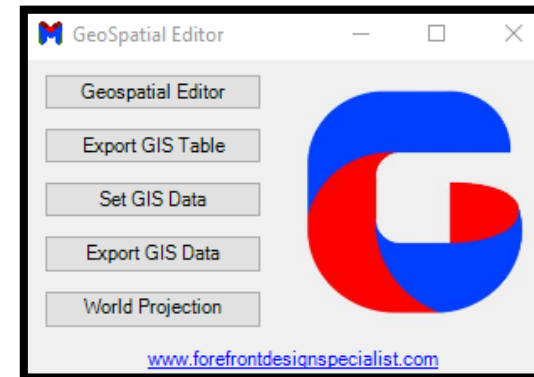 GeoSpatial Editor
Geospatial Editor
Export GIS Table
Set GIS Data
Export GIS Data
World Projection
www.forefrontdesignspecialist.com